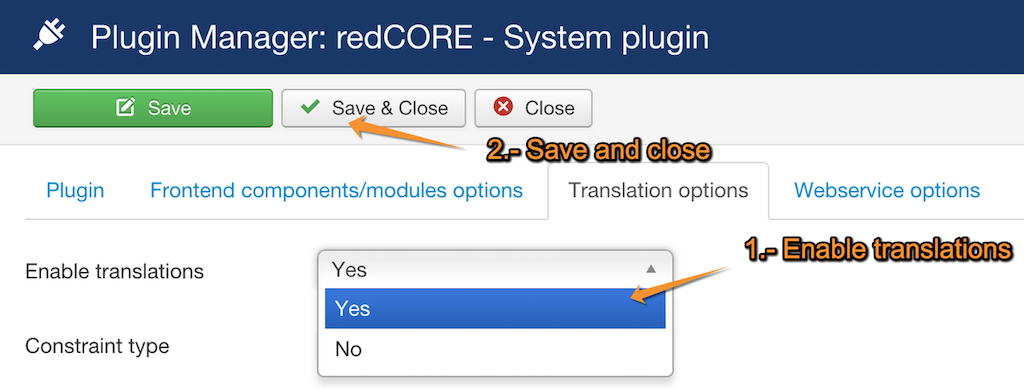 Plugin Manager: redCORE - System plugin
Save
Save & Close
Close
2.- Save and close
Plugin
Frontend components/modules options
Translation options
Webservice options
1.- Enable translations
Enable translations
Yes
Yes
No
Constraint type